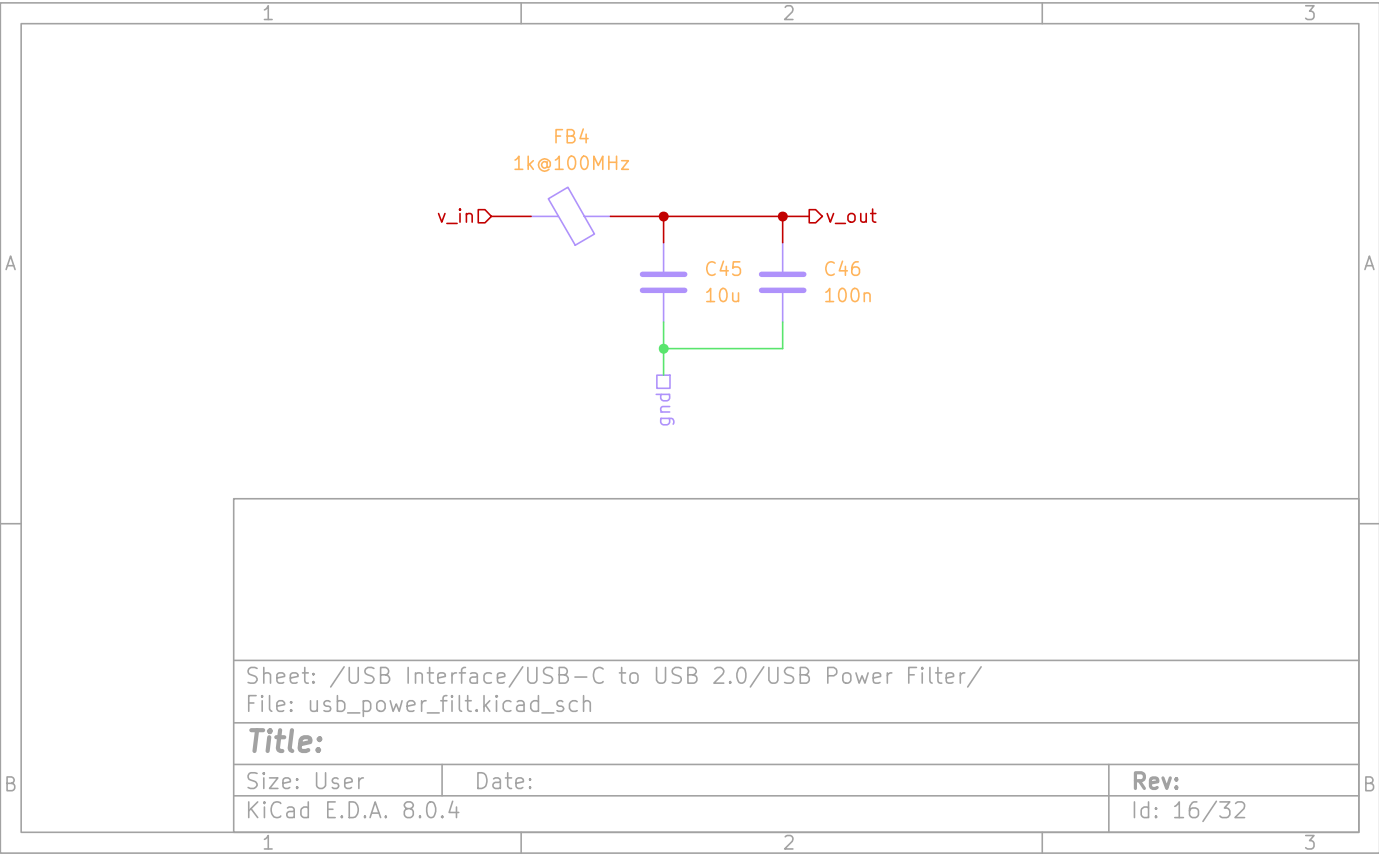 1 2 3
FB4
1k@100MHz
v_in v_out
A A
C45 C46
10u 100n
gnd
Sheet: /USB Interface/USB-C to USB 2.0/USB Power Filter/
File: usb_power_filt.kicad_sch
Title:
Size: User Date: Rev:
B B
KiCad E.D.A. 8.0.4 Id: 16/32
1 2 3